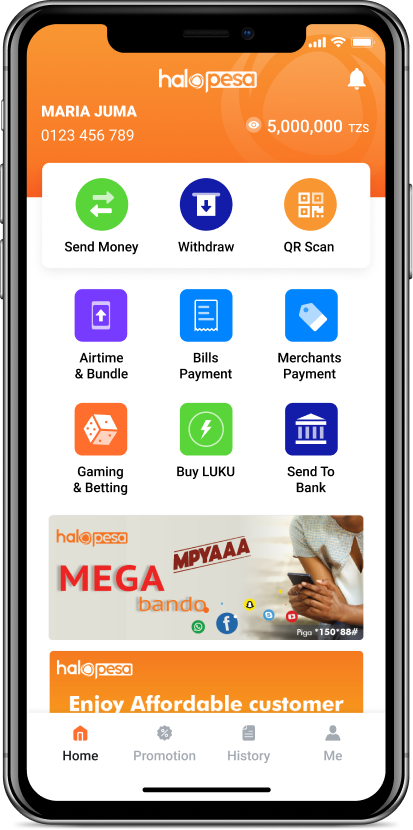 halopesa
MARIA JUMA
0123 456 789
5,000,000 TZS
Send Money
Withdraw
QR Scan
Airtime
& Bundle
Bills
Payment
Merchants
Payment
Gaming
& Betting
Buy LUKU
Send To
Bank
halopesa
MPYAAA
MEGA
bando
Piga *150*88#
halopesa
Enjoy Affordable customer
Home
Promotion
History
Me